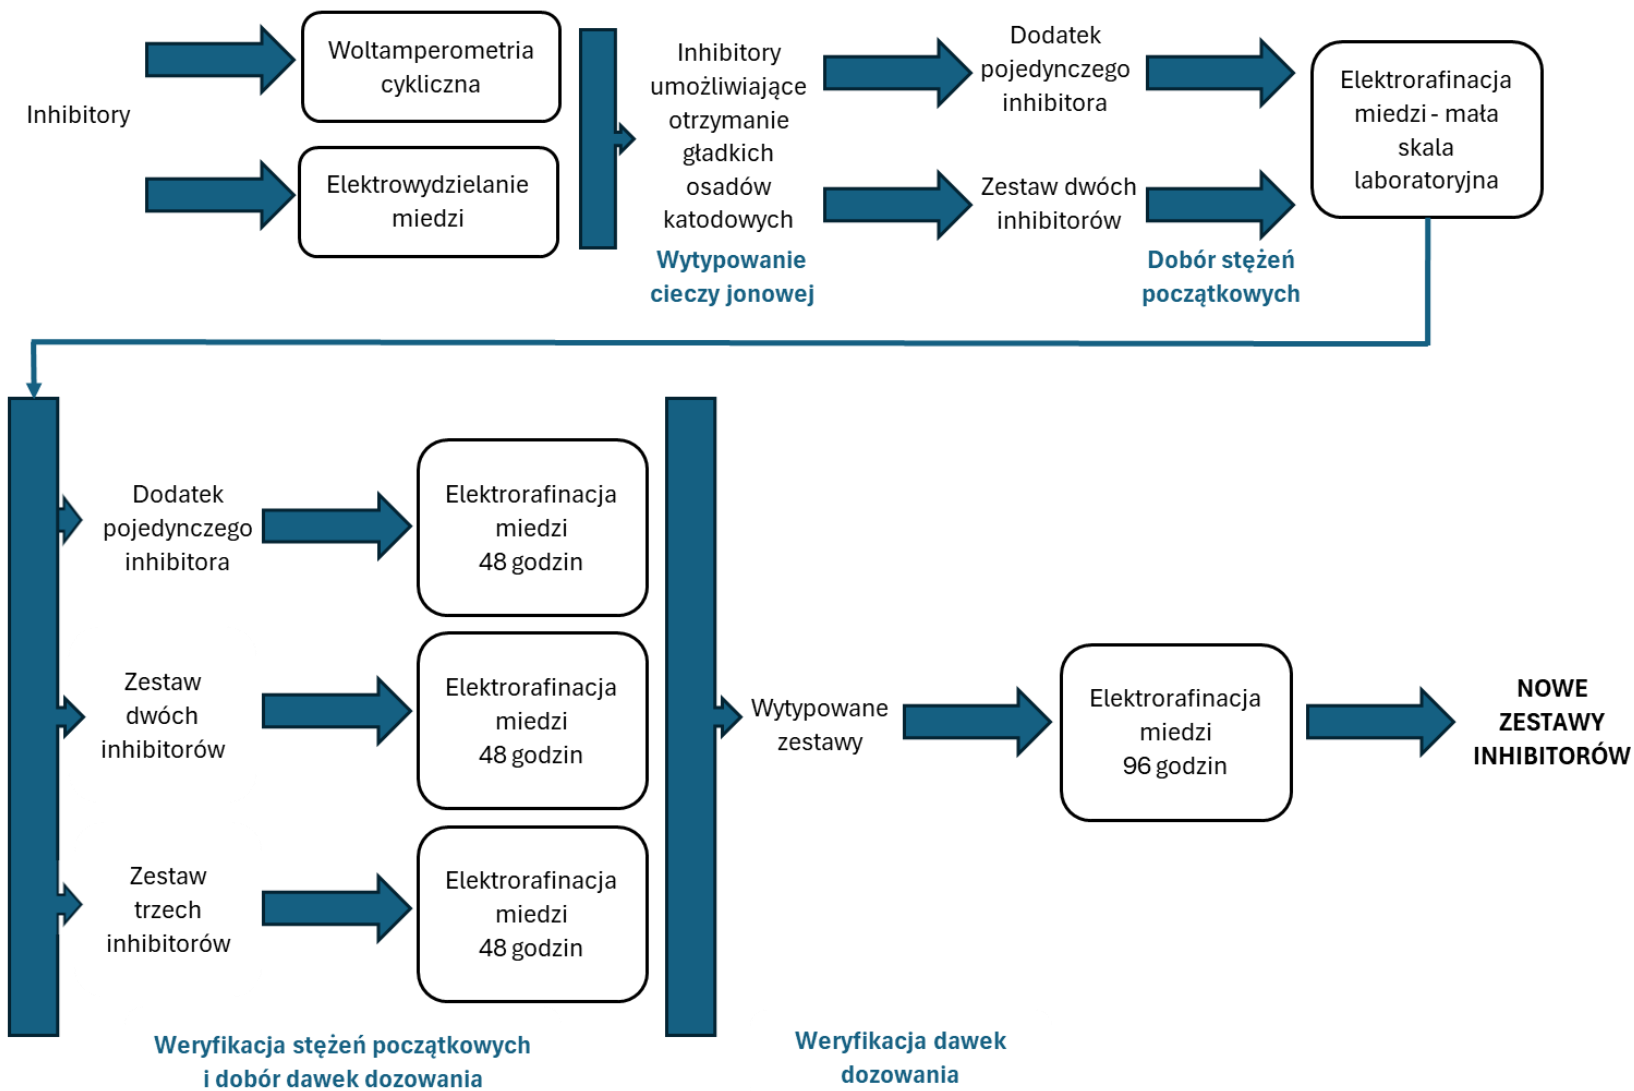 Inhibitory
Woltamperometria
cykliczna
Elektrowydzielanie
miedzi
Inhibitory
umożliwiające
otrzymanie
gładkich
osadów
katodowych
Wytypowanie
cieczy jonowej
Dodatek
pojedynczego
inhibitora
Zestaw dwóch
inhibitorów
Dobór stężeń
początkowych
Elektrorafinacja
miedzi - mała
skala
laboratoryjna
Dodatek
pojedynczego
inhibitora
Elektrorafinacja
miedzi
48 godzin
Zestaw
dwóch
inhibitorów
Elektrorafinacja
miedzi
48 godzin
Zestaw
trzech
inhibitorów
Elektrorafinacja
miedzi
48 godzin
Weryfikacja stężeń początkowych
i dobór dawek dozowania
Wytypowane
zestawy
Elektrorafinacja
miedzi
96 godzin
Weryfikacja dawek
dozowania
NOWE
ZESTAWY
INHIBITORÓW